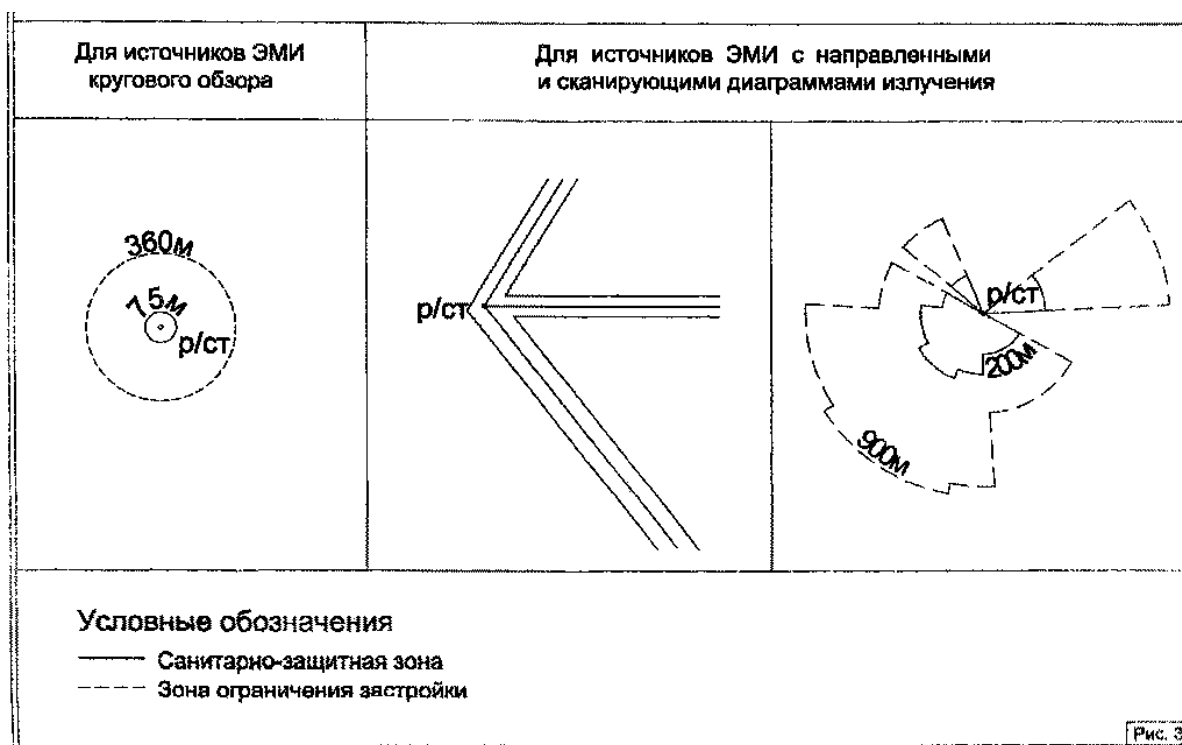 Для источников ЭМИ
кругового обзора
Для источников ЭМИ с направленными
и сканирующими диаграммами излучения
360м
75м
р/ст
р/ст
р/ст
200м
900м
Условные обозначения
Санитарно-защитная зона
Зона ограничения застройки
Рис. 3